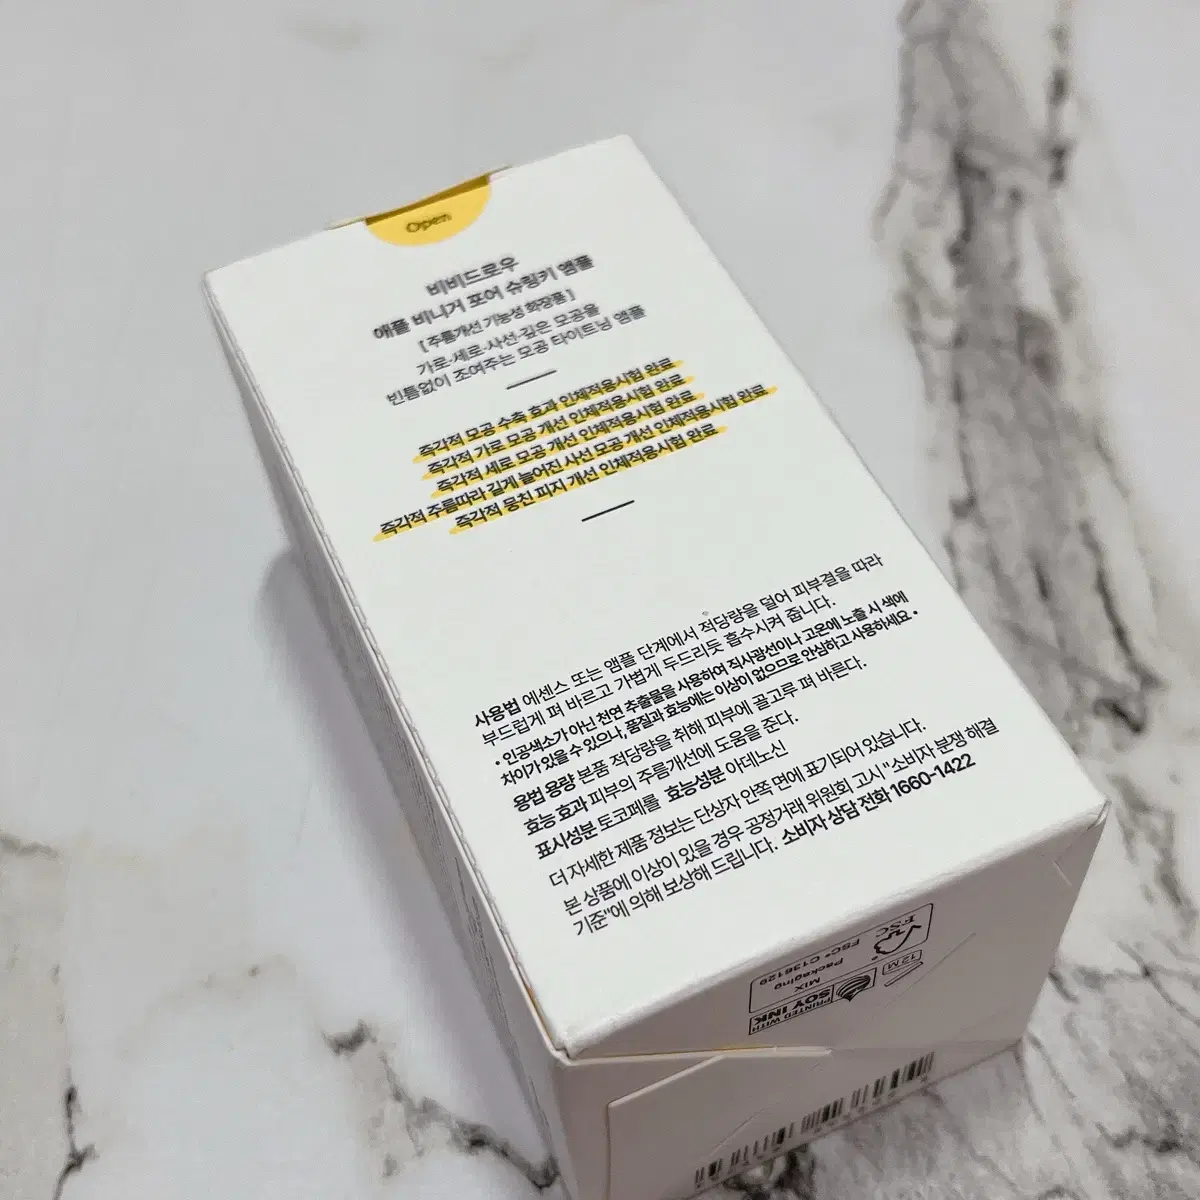 Open
비비드로우
애플 비니거 포어 슈링키 앰플
[ 주름개선 기능성 화장품 ]
가로·세로·사선·깊은 모공을
빈틈없이 조여주는 모공 타이트닝 앰플
즉각적 모공 수축 효과 인체적용시험 완료
즉각적 가로 모공 개선 인체적용시험 완료
즉각적 세로 모공 개선 인체적용시험 완료
즉각적 주름따라 길게 늘어진 사선 모공 개선 인체적용시험 완료
즉각적 뭉친 피지 개선 인체적용시험 완료
사용법 에센스 또는 앰플 단계에서 적당량을 덜어 피부결을 따라
부드럽게 펴 바르고 가볍게 두드리듯 흡수시켜 줍니다.
• 인공색소가 아닌 천연 추출물을 사용하여 직사광선이나 고온에 노출 시 색에
차이가 있을 수 있으나, 품질과 효능에는 이상이 없으므로 안심하고 사용하세요. •
용법 용량 본품 적당량을 취해 피부에 골고루 펴 바른다.
효능 효과 피부의 주름개선에 도움을 준다.
표시성분 토코페롤 효능성분 아데노신
더 자세한 제품 정보는 단상자 안쪽 면에 표기되어 있습니다.
본 상품에 이상이 있을 경우 공정거래 위원회 고시 "소비자 분쟁 해결
기준"에 의해 보상해 드립니다. 소비자 상담 전화 1660-1422
PRINTED WITH
SOY INK
12M
MIX
Packaging
FSC® C136129
FSC